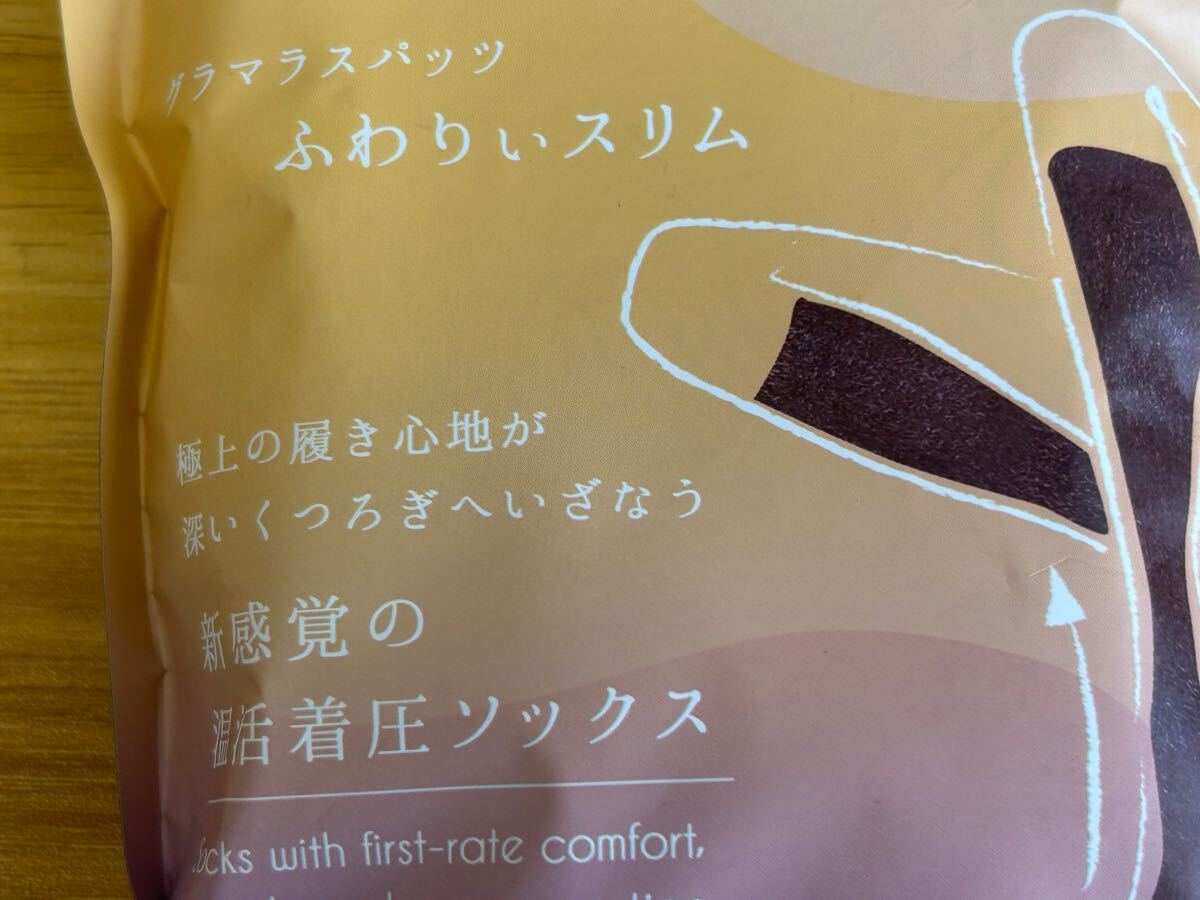 グラマラスパッツ
ふわりぃスリム
極上の履き心地が
深いくつろぎへいざなう
新感覚の
温活着圧ソックス
Socks with first-rate comfort,